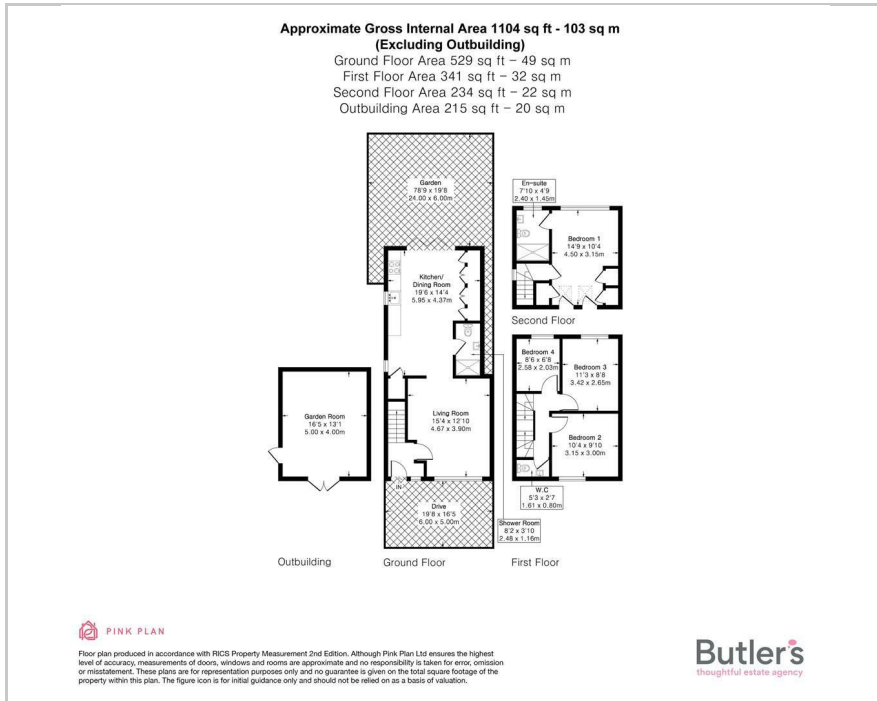 Approximate Gross Internal Area 1104 sq ft - 103 sq m
(Excluding Outbuilding)
Ground Floor Area 529 sq ft – 49 sq m
First Floor Area 341 sq ft – 32 sq m
Second Floor Area 234 sq ft – 22 sq m
Outbuilding Area 215 sq ft – 20 sq m
Garden
78'9 x 19'8
24.00 x 6.00m
En-suite
7'10 x 4'9
2.40 x 1.45m
Bedroom 1
14'9 x 10'4
4.50 x 3.15m
Second Floor
Kitchen/
Dining Room
19'6 x 14'4
5.95 x 4.37m
Bedroom 4
8'6 x 6'8
2.58 x 2.03m
Bedroom 3
11'3 x 8'8
3.42 x 2.65m
Garden Room
16'5 x 13'1
5.00 x 4.00m
Living Room
15'4 x 12'10
4.67 x 3.90m
Bedroom 2
10'4 x 9'10
3.15 x 3.00m
IN
W.C
5'3 x 2'7
1.61 x 0.80m
Drive
19'8 x 16'5
6.00 x 5.00m
Shower Room
8'2 x 3'10
2.48 x 1.16m
Outbuilding
Ground Floor
First Floor
PINK PLAN
Floor plan produced in accordance with RICS Property Measurement 2nd Edition. Although Pink Plan Ltd ensures the highest
level of accuracy, measurements of doors, windows and rooms are approximate and no responsibility is taken for error, omission
or misstatement. These plans are for representation purposes only and no guarantee is given on the total square footage of the
property within this plan. The figure icon is for initial guidance only and should not be relied on as a basis of valuation.
Butler's
thoughtful estate agency